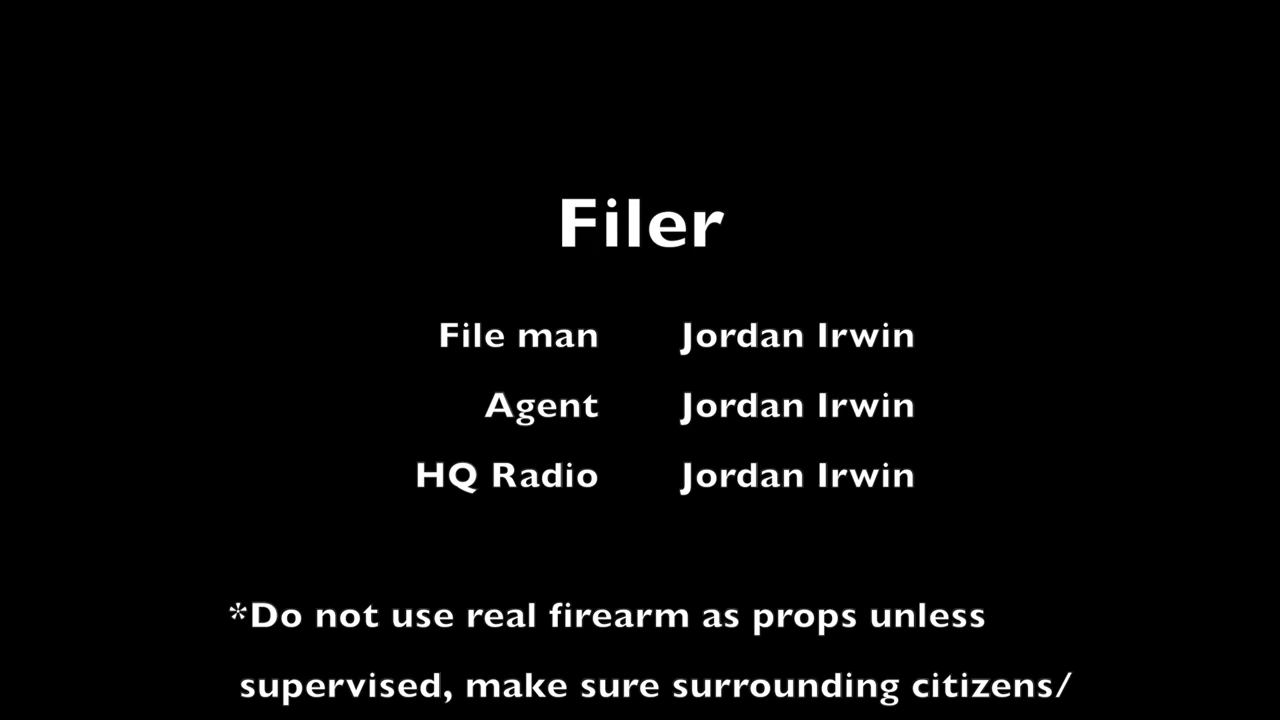 Filer
File man Jordan Irwin
Agent Jordan Irwin
HQ Radio Jordan Irwin
*Do not use real firearm as props unless
supervised, make sure surrounding citizens/